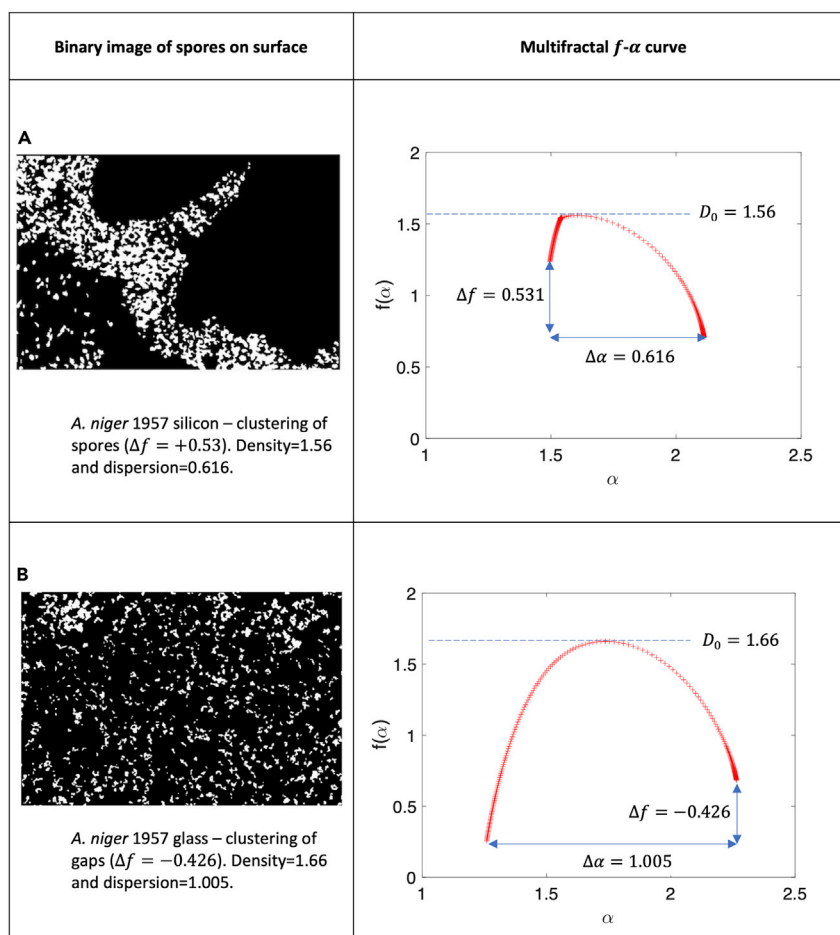 Binary image of spores on surface
Multifractal f-α curve
A
A. niger 1957 silicon – clustering of
spores (Δf = +0.53). Density=1.56
and dispersion=0.616.
2
1.5
1
0.5
0
f(α)
D₀ = 1.56
Δf = 0.531
Δα = 0.616
1
1.5
2
2.5
α
B
A. niger 1957 glass – clustering of
gaps (Δf = −0.426). Density=1.66
and dispersion=1.005.
2
1.5
1
0.5
0
f(α)
D₀ = 1.66
Δf = −0.426
Δα = 1.005
1
1.5
2
2.5
α